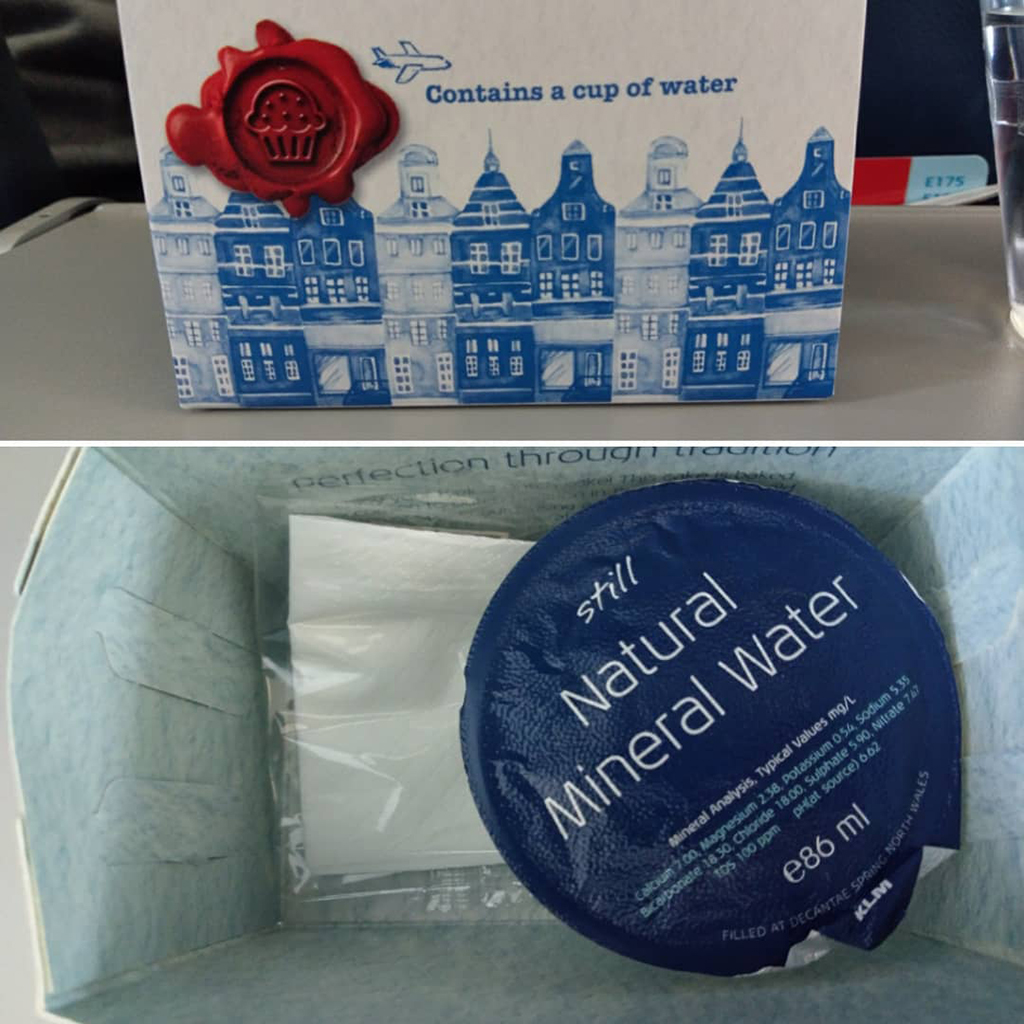 Contains a cup of water
E175
perfection through tradition
still
Natural
Mineral Water
Mineral Analysis, Typical Values mg/L
Calcium 7.00, Magnesium 2.38, Potassium 0.54, Sodium 5.35
Bicarbonate 18.30, Chloride 18.00, Sulphate 5.90, Nitrate 7.47
TDS 100 ppm pH(at source) 6.62
e86 ml
FILLED AT DECANTAE SPRING NORTH WALES
KLM